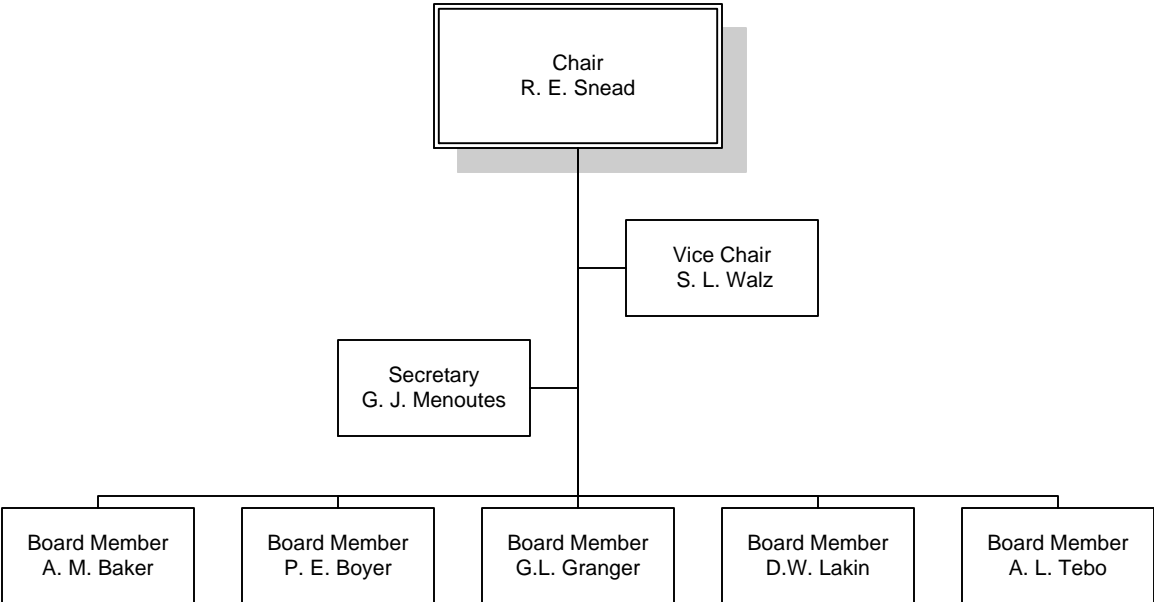 Chair
R. E. Snead
Vice Chair
S. L. Walz
Secretary
G. J. Menoutes
Board Member
A. M. Baker
Board Member
P. E. Boyer
Board Member
G.L. Granger
Board Member
D.W. Lakin
Board Member
A. L. Tebo